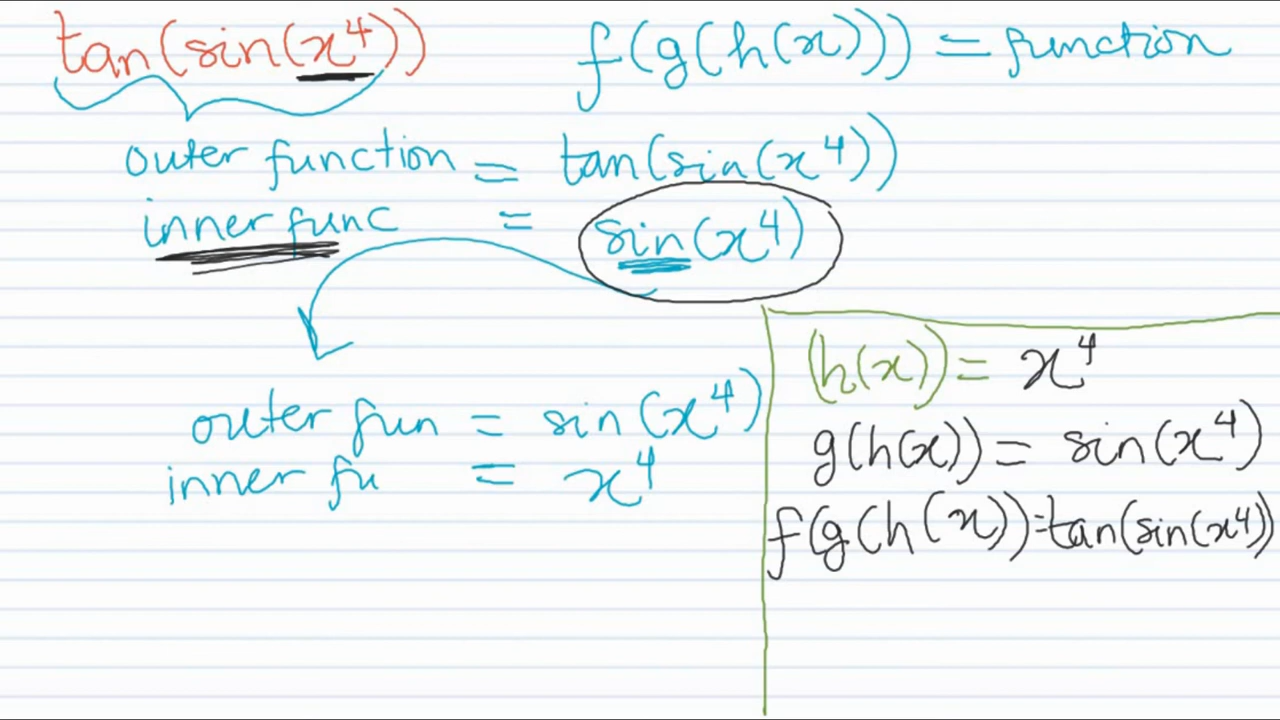 tan(sin(x⁴))
f(g(h(x))) = function
outer function = tan(sin(x⁴))
inner func = sin(x⁴)
outer fun = sin(x⁴)
inner fu = x⁴
(h(x)) = x⁴
g(h(x)) = sin(x⁴)
f(g(h(x)) = tan(sin(x⁴))